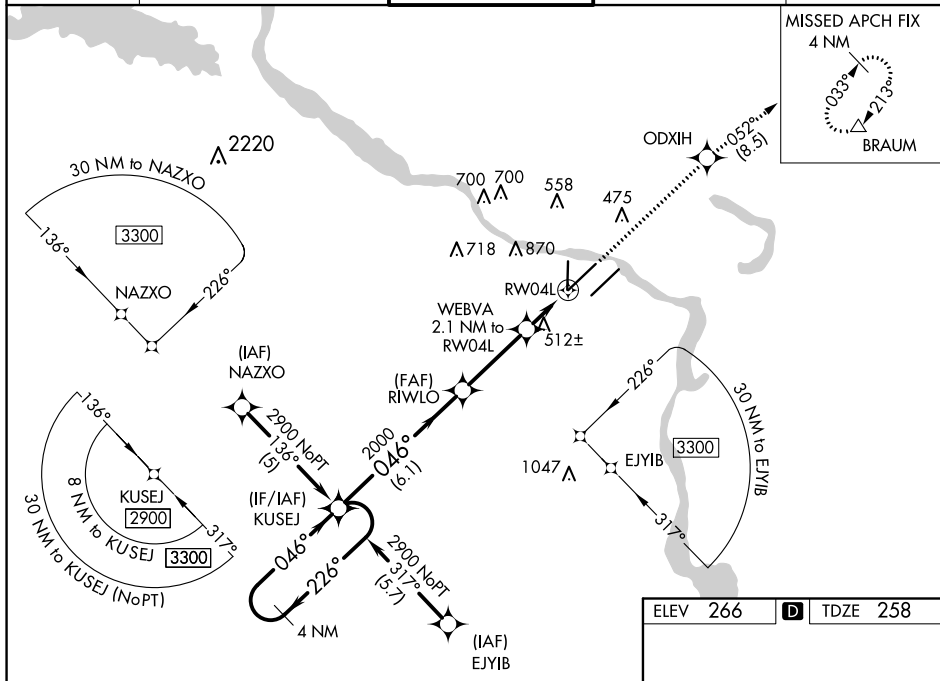 MISSED APCH FIX
4 NM
033°
213°
BRAUM
ODXIH
052°
(8.5)
2220
30 NM to NAZXO
3300
136°
226°
NAZXO
700
700
558
475
718
870
RW04L
WEBVA
2.1 NM to
RW04L
512±
(FAF)
RIWLO
(IAF)
NAZXO
2900 NoPT
136°
(5)
2000
046°
(6.1)
(IF/IAF)
KUSEJ
046°
226°
4 NM
2900 NoPT
317°
(5.7)
(IAF)
EJYIB
136°
KUSEJ
2900
8 NM to KUSEJ
3300
317°
30 NM to KUSEJ (NoPT)
226°
30 NM to EJYIB
3300
EJYIB
317°
1047
ELEV 266 D TDZE 258